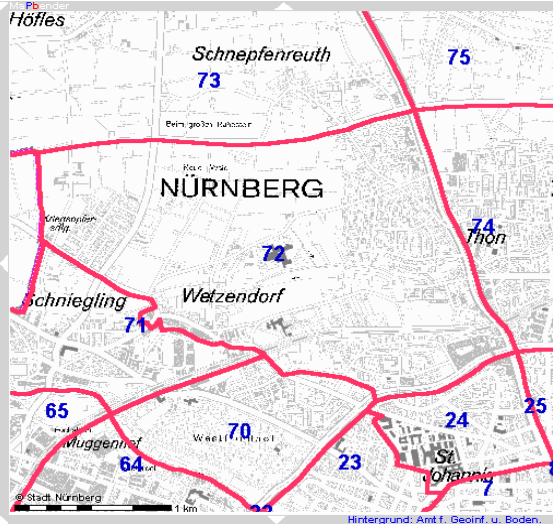 Höfles
Schnepfenreuth
75
73
NÜRNBERG
74
Thon
72
Schniegling
Wetzendorf
71
65
70
24
25
Muggenhof
64
23
St.
Johannis
7
© Stadt Nürnberg
1 km
Hintergrund: Amt f. Geoinf. u. Boden.